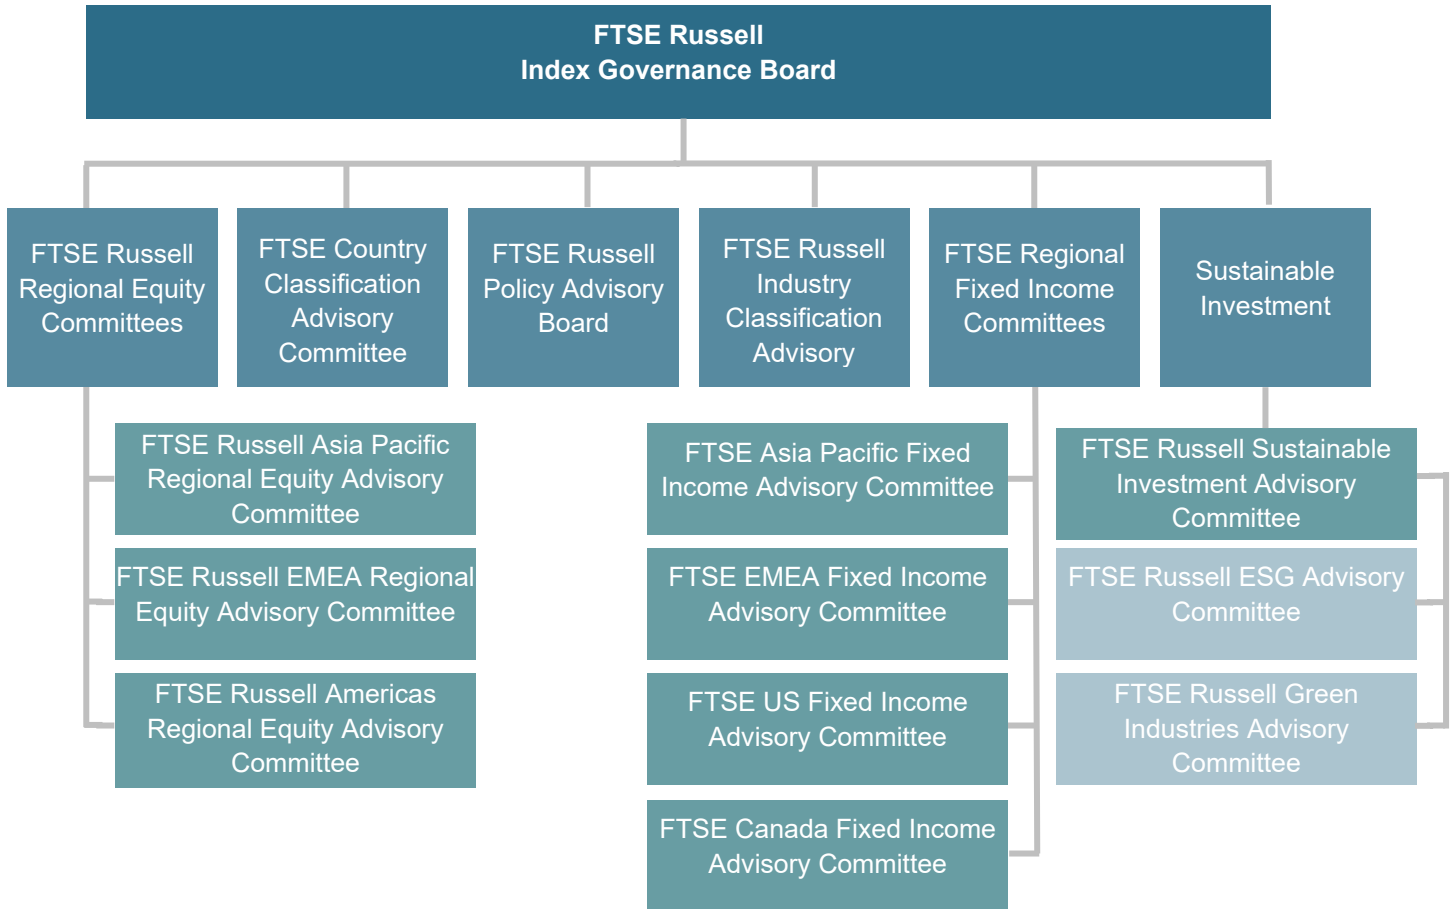 FTSE Russell
Index Governance Board
FTSE Russell
Regional Equity
Committees
FTSE Country
Classification
Advisory
Committee
FTSE Russell
Policy Advisory
Board
FTSE Russell
Industry
Classification
Advisory
FTSE Regional
Fixed Income
Committees
Sustainable
Investment
FTSE Russell Asia Pacific
Regional Equity Advisory
Committee
FTSE Russell EMEA Regional
Equity Advisory Committee
FTSE Russell Americas
Regional Equity Advisory
Committee
FTSE Asia Pacific Fixed
Income Advisory Committee
FTSE EMEA Fixed Income
Advisory Committee
FTSE US Fixed Income
Advisory Committee
FTSE Canada Fixed Income
Advisory Committee
FTSE Russell Sustainable
Investment Advisory
Committee
FTSE Russell ESG Advisory
Committee
FTSE Russell Green
Industries Advisory
Committee